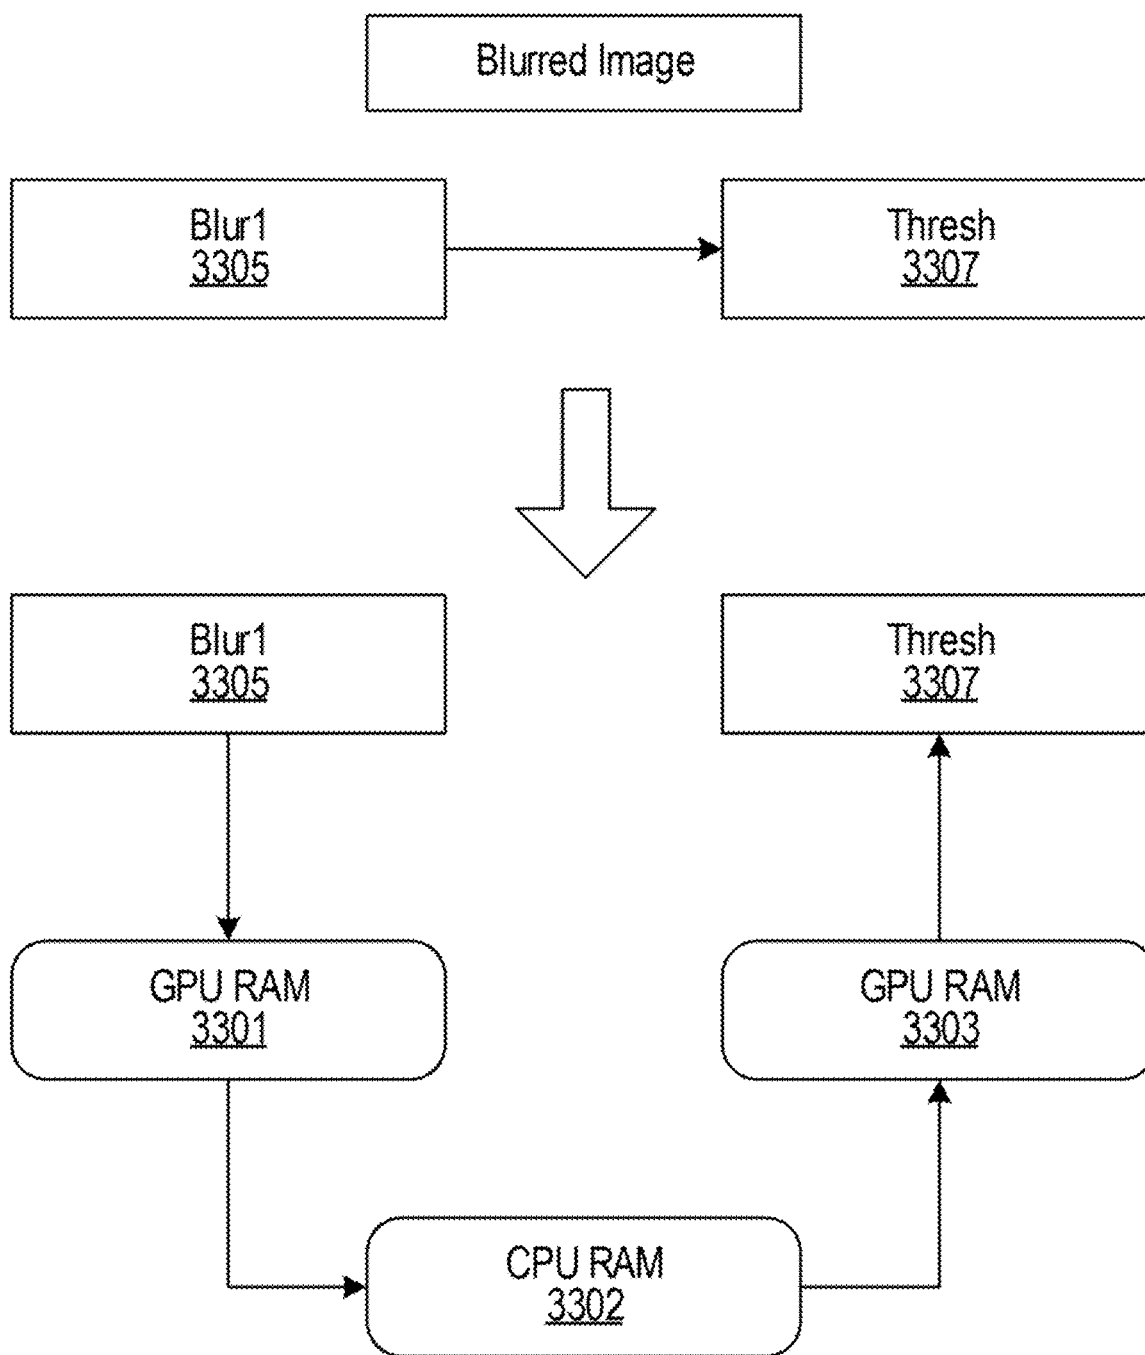 Blurred Image
Blur1
3305
Thresh
3307
Blur1
3305
Thresh
3307
GPU RAM
3301
GPU RAM
3303
CPU RAM
3302